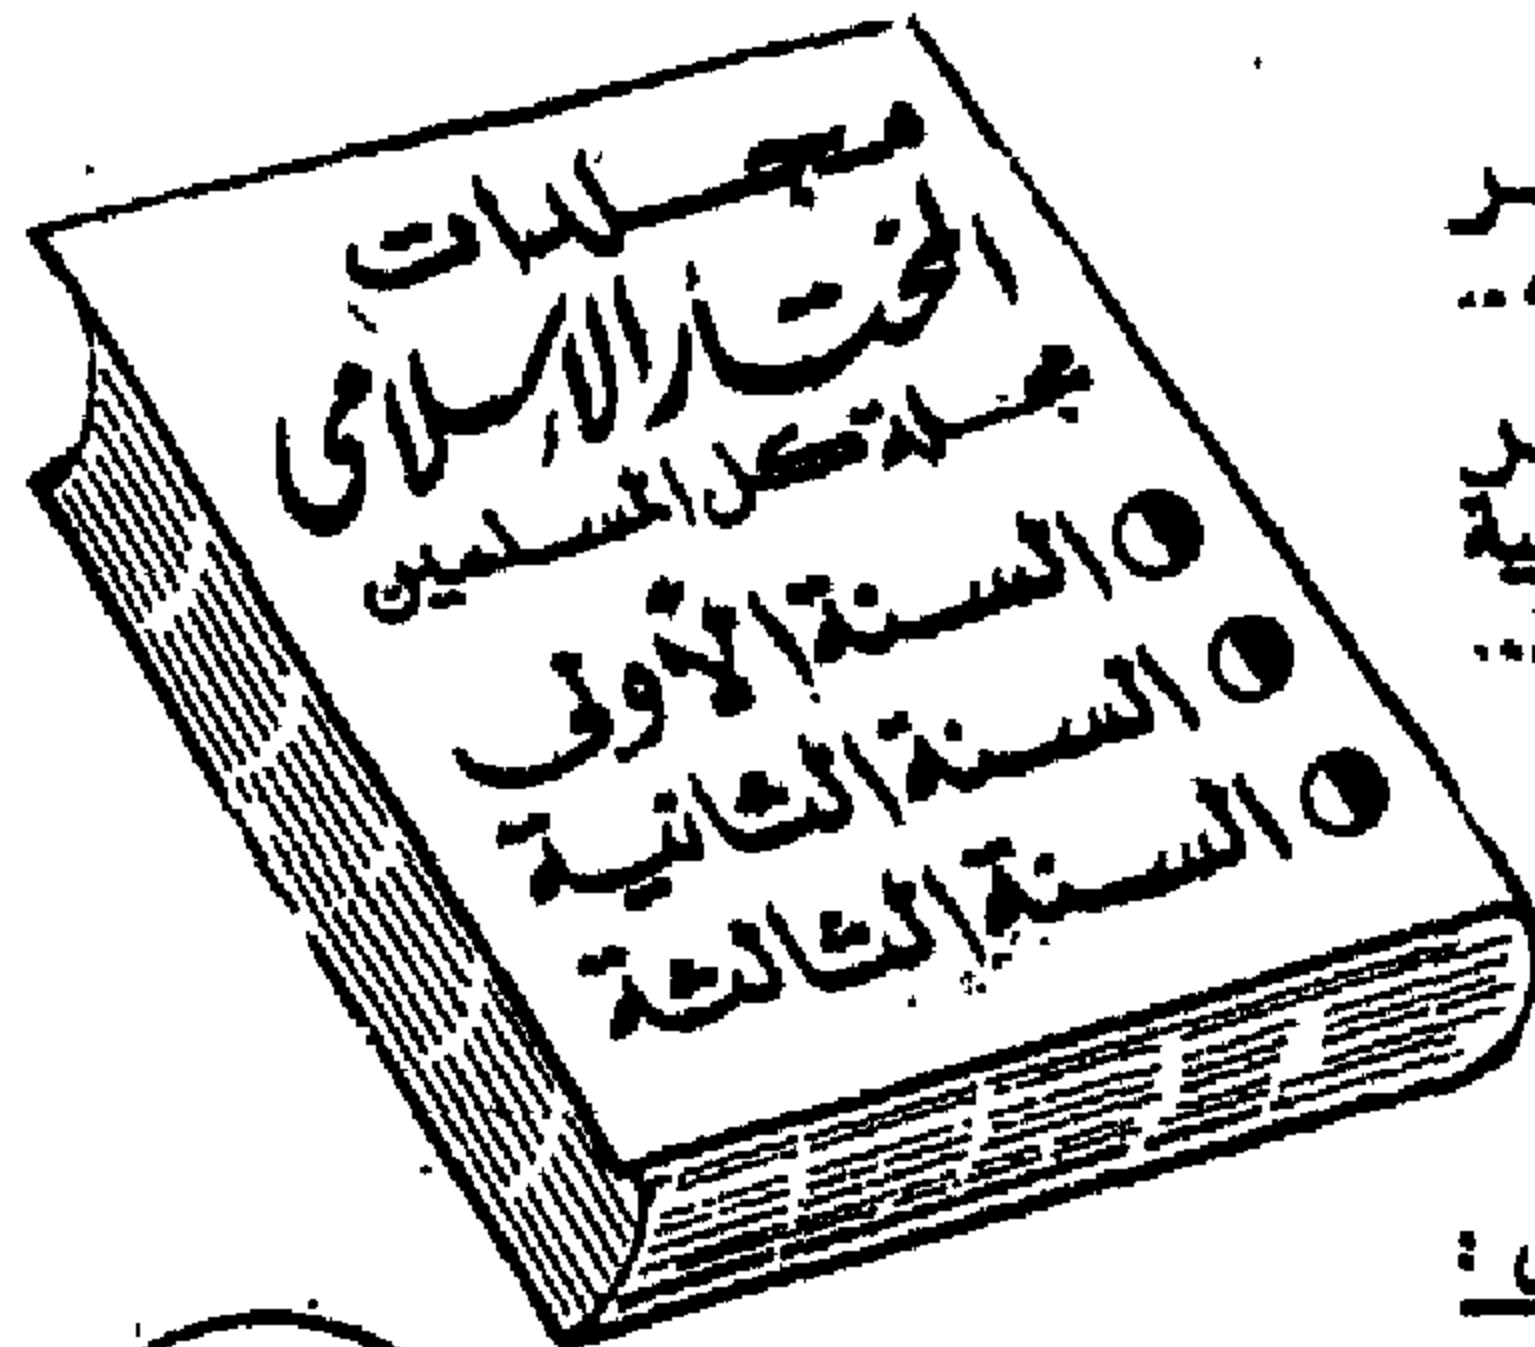 مجلدات
المختار الإسلامى
مجلة كل المسلمين
السنة الأولى
السنة الثانية
السنة الثالثة